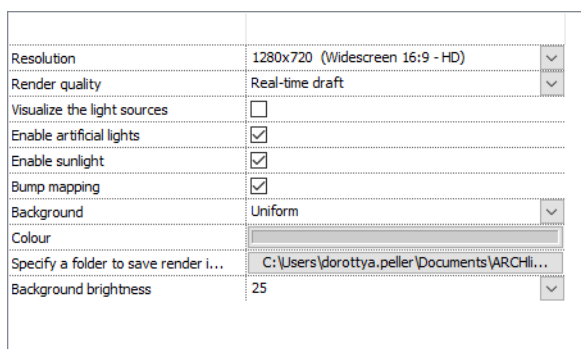 Resolution 1280x720 (Widescreen 16:9 - HD)
Render quality Real-time draft
Visualize the light sources
Enable artificial lights
Enable sunlight
Bump mapping
Background Uniform
Colour
Specify a folder to save render i... C:\Users\dorottya.peller\Documents\ARCHli...
Background brightness 25